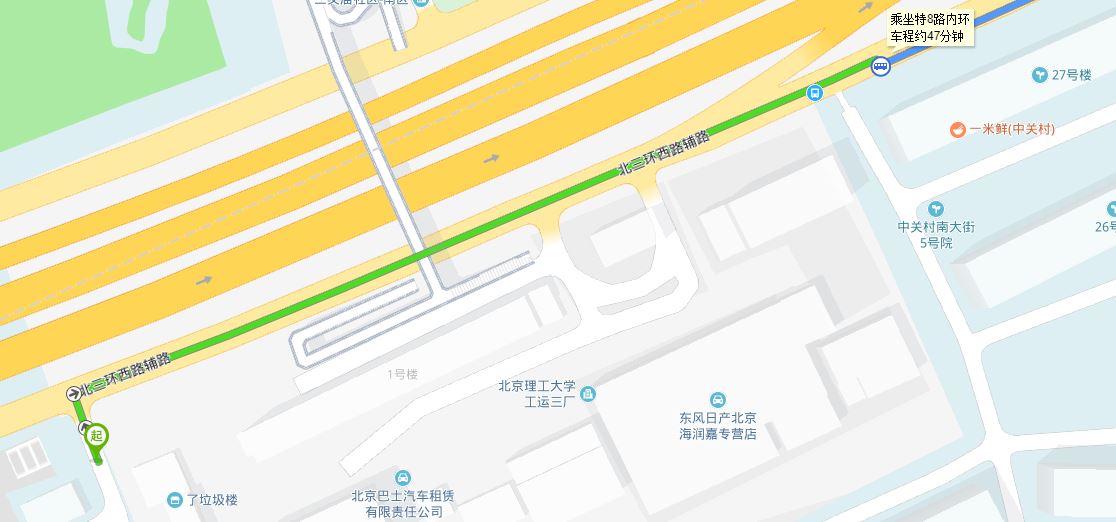 乘坐特8路内环
车程约47分钟
27号楼
一米鲜(中关村)
北三环西路辅路
中关村南大街
5号院
26号
北三环西路辅路
1号楼
北京理工大学
工运三厂
东风日产北京
海润嘉专营店
起
了垃圾楼
北京巴士汽车租赁
有限责任公司